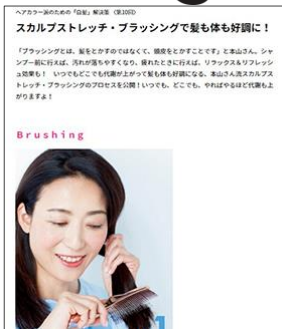 ヘアカラー派のための「白髪」解決策(第10回)
スカルプストレッチ・ブラッシングで髪も体も好調に!
「ブラッシングとは、髪をとかすのではなくて、頭皮をとかすことです」と本山さん。シャ
ンプー前に行えば、汚れが落ちやすくなり、疲れたときに行えば、リラックス&リフレッシ
ュ効果も! いつでもどこでも代謝が上がって髪も体も好調になる、本山さん流スカルプス
トレッチ・ブラッシングのプロセスを公開!いつでも、どこでも、やればやるほど代謝も上
がりますよ!
Brushing
1